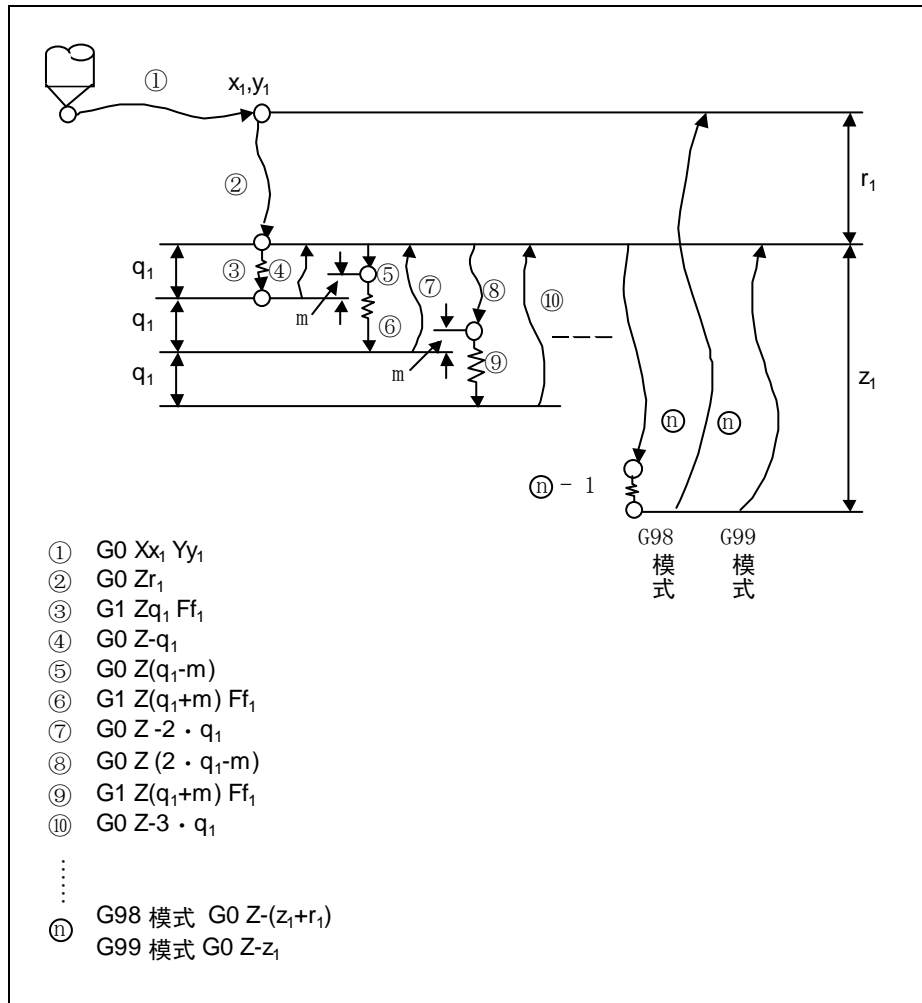 ①
x₁,y₁
②
r₁
q₁
③
④
⑤
⑦
⑧
⑩
m
q₁
⑥
m
⑨
q₁
z₁
ⓝ
ⓝ
ⓝ - 1
G98
模
式
G99
模
式
① G0 Xx₁ Yy₁
② G0 Zr₁
③ G1 Zq₁ Ff₁
④ G0 Z-q₁
⑤ G0 Z(q₁-m)
⑥ G1 Z(q₁+m) Ff₁
⑦ G0 Z -2・q₁
⑧ G0 Z (2・q₁-m)
⑨ G1 Z(q₁+m) Ff₁
⑩ G0 Z-3・q₁
ⓝ G98 模式 G0 Z-(z₁+r₁)
G99 模式 G0 Z-z₁